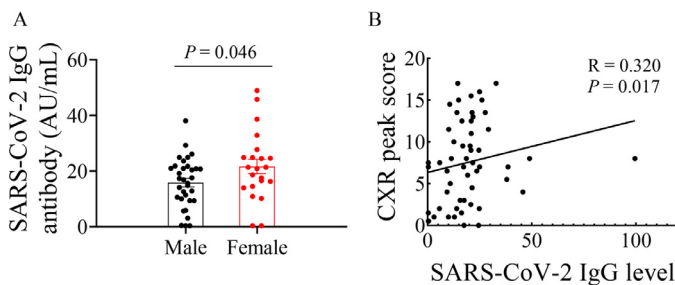 A
SARS-CoV-2 IgG
antibody (AU/mL)
P = 0.046
60
40
20
0
Male Female
B
CXR peak score
R = 0.320
P = 0.017
20
15
10
5
0
0 50 100
SARS-CoV-2 IgG level